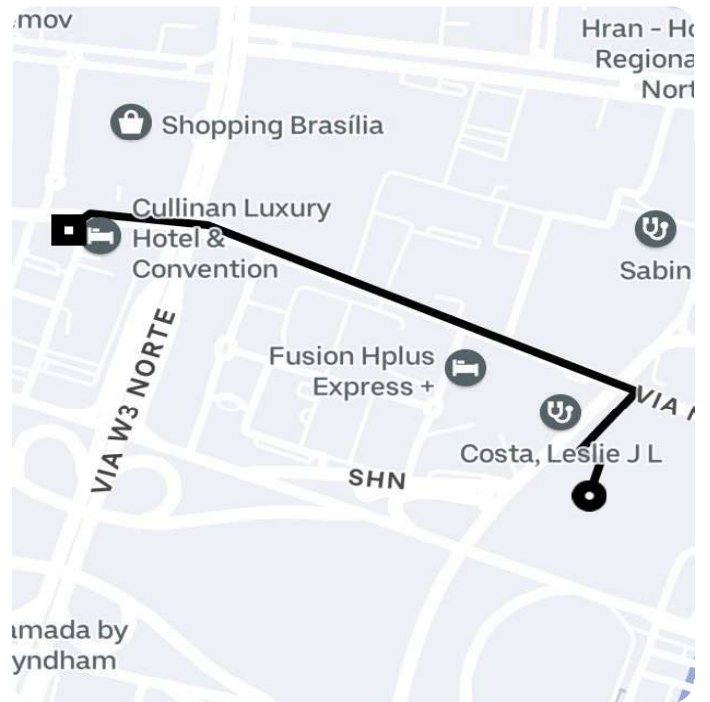 emov
Hran - Ho
Regiona
Nort
Shopping Brasília
Cullinan Luxury
Hotel &
Convention
Sabin
VIA W3 NORTE
Fusion Hplus
Express +
VIA
Costa, Leslie J L
SHN
amada by
yndham